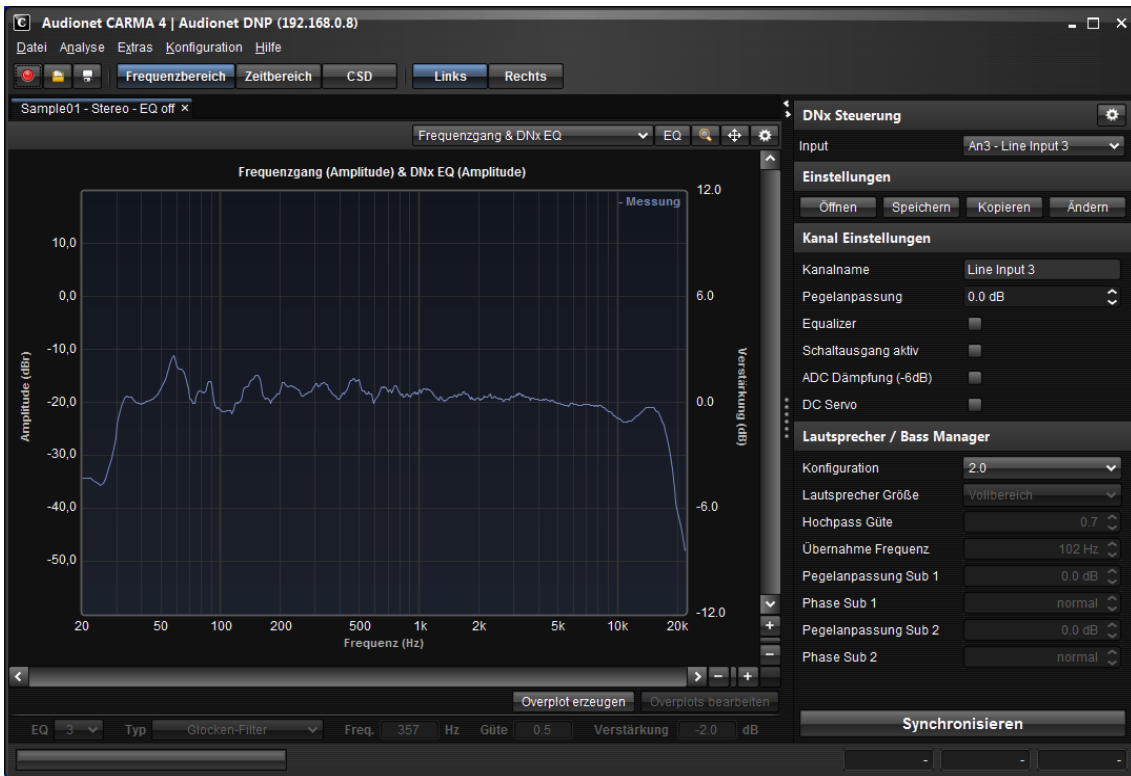 Audionet CARMA 4 | Audionet DNP (192.168.0.8)
Datei Analyse Extras Konfiguration Hilfe
Frequenzbereich Zeitbereich CSD Links Rechts
Sample01 - Stereo - EQ off ×
Frequenzgang & DNx EQ EQ
Frequenzgang (Amplitude) & DNx EQ (Amplitude)
- Messung
Amplitude (dBr)
10,0
0,0
-10,0
-20,0
-30,0
-40,0
-50,0
12.0
6.0
0.0
-6.0
-12.0
Verstärkung (dB)
20 50 100 200 500 1k 2k 5k 10k 20k
Frequenz (Hz)
Overplot erzeugen Overplots bearbeiten
EQ 3 Typ Glocken-Filter Freq. 357 Hz Güte 0.5 Verstärkung -2.0 dB
DNx Steuerung
Input An3 - Line Input 3
Einstellungen
Öffnen Speichern Kopieren Ändern
Kanal Einstellungen
Kanalname Line Input 3
Pegelanpassung 0.0 dB
Equalizer
Schaltausgang aktiv
ADC Dämpfung (-6dB)
DC Servo
Lautsprecher / Bass Manager
Konfiguration 2.0
Lautsprecher Größe Vollbereich
Hochpass Güte 0.7
Übernahme Frequenz 102 Hz
Pegelanpassung Sub 1 0.0 dB
Phase Sub 1 normal
Pegelanpassung Sub 2 0.0 dB
Phase Sub 2 normal
Synchronisieren
- - -